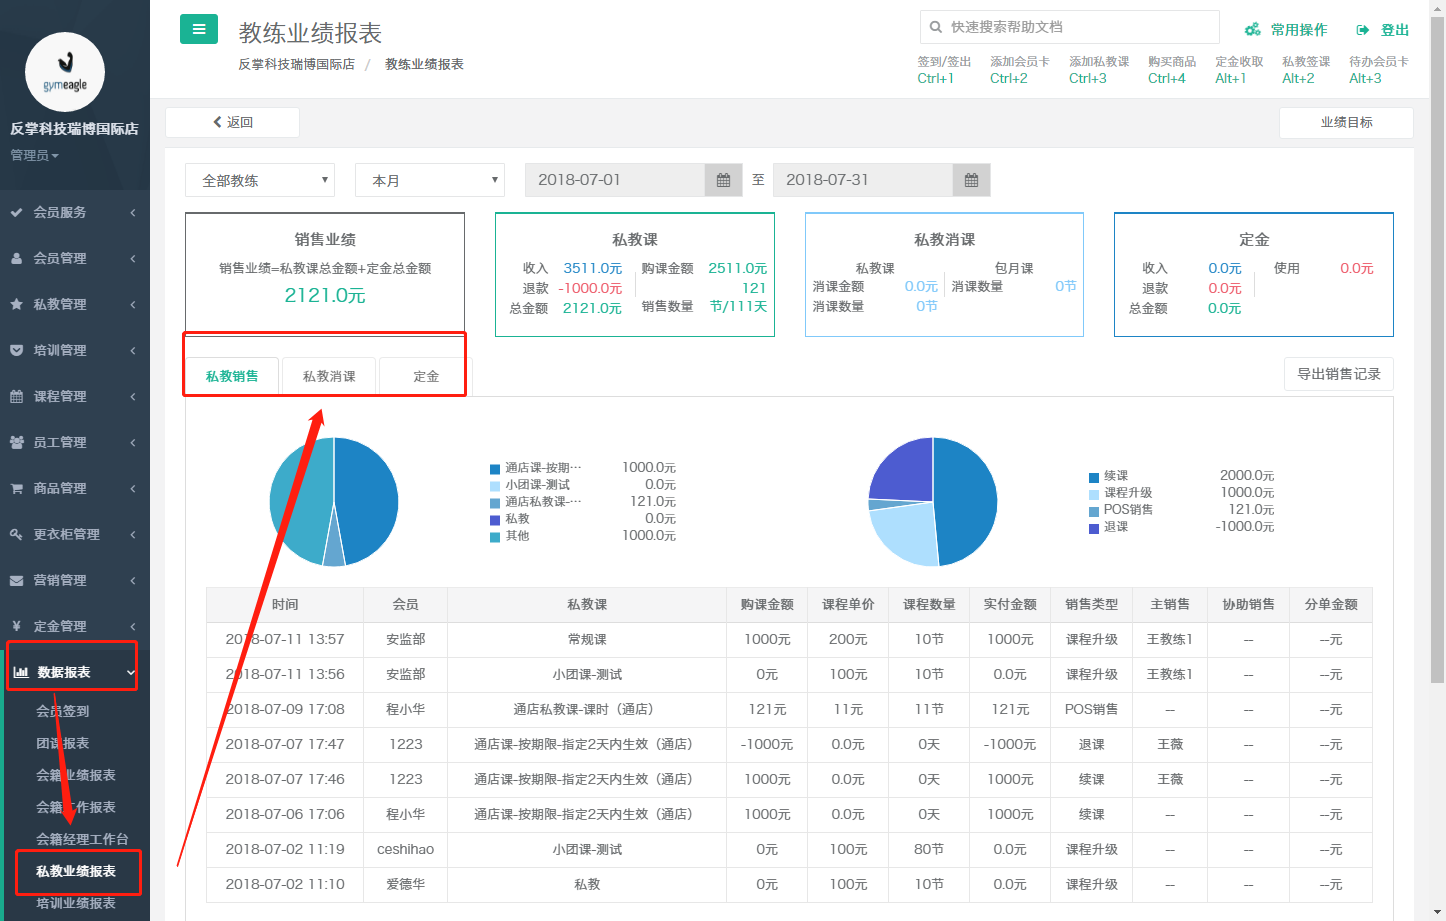 gymeagle
反掌科技瑞博国际店
管理员
会员服务
会员管理
私教管理
培训管理
课程管理
员工管理
商品管理
更衣柜管理
营销管理
定金管理
数据报表
会员签到
团课报表
会籍业绩报表
会籍工作报表
会籍经理工作台
私教业绩报表
培训业绩报表
教练业绩报表
反掌科技瑞博国际店 / 教练业绩报表
快速搜索帮助文档
常用操作 登出
签到/签出 添加会员卡 添加私教课 购买商品 定金收取 私教签课 待办会员卡
Ctrl+1 Ctrl+2 Ctrl+3 Ctrl+4 Alt+1 Alt+2 Alt+3
返回 业绩目标
全部教练 本月 2018-07-01 至 2018-07-31
销售业绩
销售业绩=私教课总金额+定金总金额
2121.0元
私教课
收入 3511.0元 购课金额 2511.0元
退款 -1000.0元 121
总金额 2121.0元 销售数量 节/111天
私教消课
私教课 包月课
消课金额 0.0元 消课数量 0节
消课数量 0节
定金
收入 0.0元 使用 0.0元
退款 0.0元
总金额 0.0元
私教销售 私教消课 定金 导出销售记录
通店课-按期··· 1000.0元
小团课-测试 0.0元
通店私教课-··· 121.0元
私教 0.0元
其他 1000.0元
续课 2000.0元
课程升级 1000.0元
POS销售 121.0元
退课 -1000.0元
时间 会员 私教课 购课金额 课程单价 课程数量 实付金额 销售类型 主销售 协助销售 分单金额
2018-07-11 13:57 安监部 常规课 1000元 200元 10节 1000元 课程升级 王教练1 -- --元
2018-07-11 13:56 安监部 小团课-测试 0元 100元 10节 0.0元 课程升级 王教练1 -- --元
2018-07-09 17:08 程小华 通店私教课-课时（通店） 121元 11元 11节 121元 POS销售 -- -- --元
2018-07-07 17:47 1223 通店课-按期限-指定2天内生效（通店） -1000元 0.0元 0天 -1000元 退课 王薇 -- --元
2018-07-07 17:46 1223 通店课-按期限-指定2天内生效（通店） 1000元 0.0元 0天 1000元 续课 王薇 -- --元
2018-07-06 17:06 程小华 通店课-按期限-指定2天内生效（通店） 1000元 0.0元 0天 1000元 续课 -- -- --元
2018-07-02 11:19 ceshihao 小团课-测试 0元 100元 80节 0.0元 课程升级 -- -- --元
2018-07-02 11:10 爱德华 私教 0元 100元 10节 0.0元 课程升级 -- -- --元